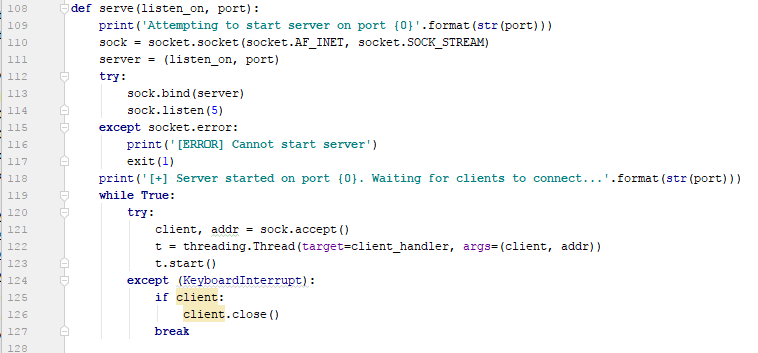 108 def serve(listen_on, port):
109     print('Attempting to start server on port {0}'.format(str(port)))
110     sock = socket.socket(socket.AF_INET, socket.SOCK_STREAM)
111     server = (listen_on, port)
112     try:
113         sock.bind(server)
114         sock.listen(5)
115     except socket.error:
116         print('[ERROR] Cannot start server')
117         exit(1)
118     print('[+] Server started on port {0}. Waiting for clients to connect...'.format(str(port)))
119     while True:
120         try:
121             client, addr = sock.accept()
122             t = threading.Thread(target=client_handler, args=(client, addr))
123             t.start()
124         except (KeyboardInterrupt):
125             if client:
126                 client.close()
127             break
128